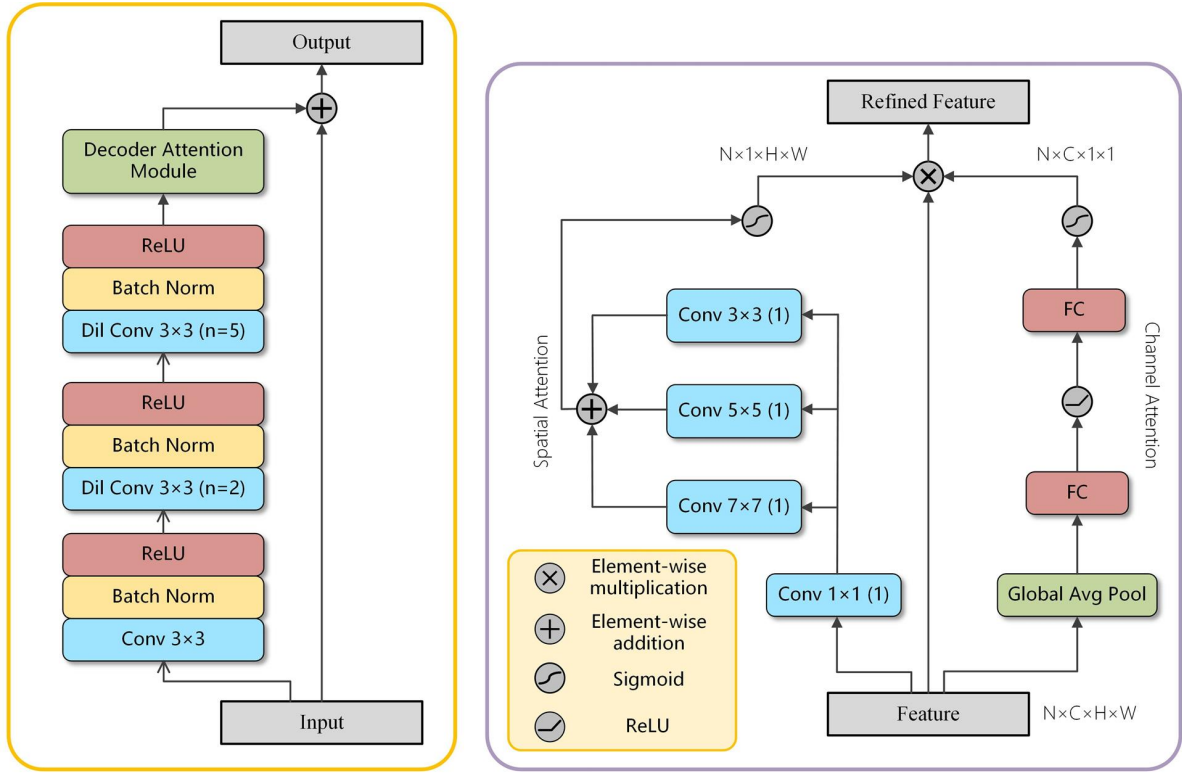 Output
Decoder Attention
Module
ReLU
Batch Norm
Dil Conv 3×3 (n=5)
ReLU
Batch Norm
Dil Conv 3×3 (n=2)
ReLU
Batch Norm
Conv 3×3
Input
Refined Feature
N×1×H×W
N×C×1×1
Spatial Attention
Conv 3×3 (1)
Conv 5×5 (1)
Conv 7×7 (1)
Conv 1×1 (1)
FC
Channel Attention
FC
Global Avg Pool
Feature
N×C×H×W
Element-wise
multiplication
Element-wise
addition
Sigmoid
ReLU